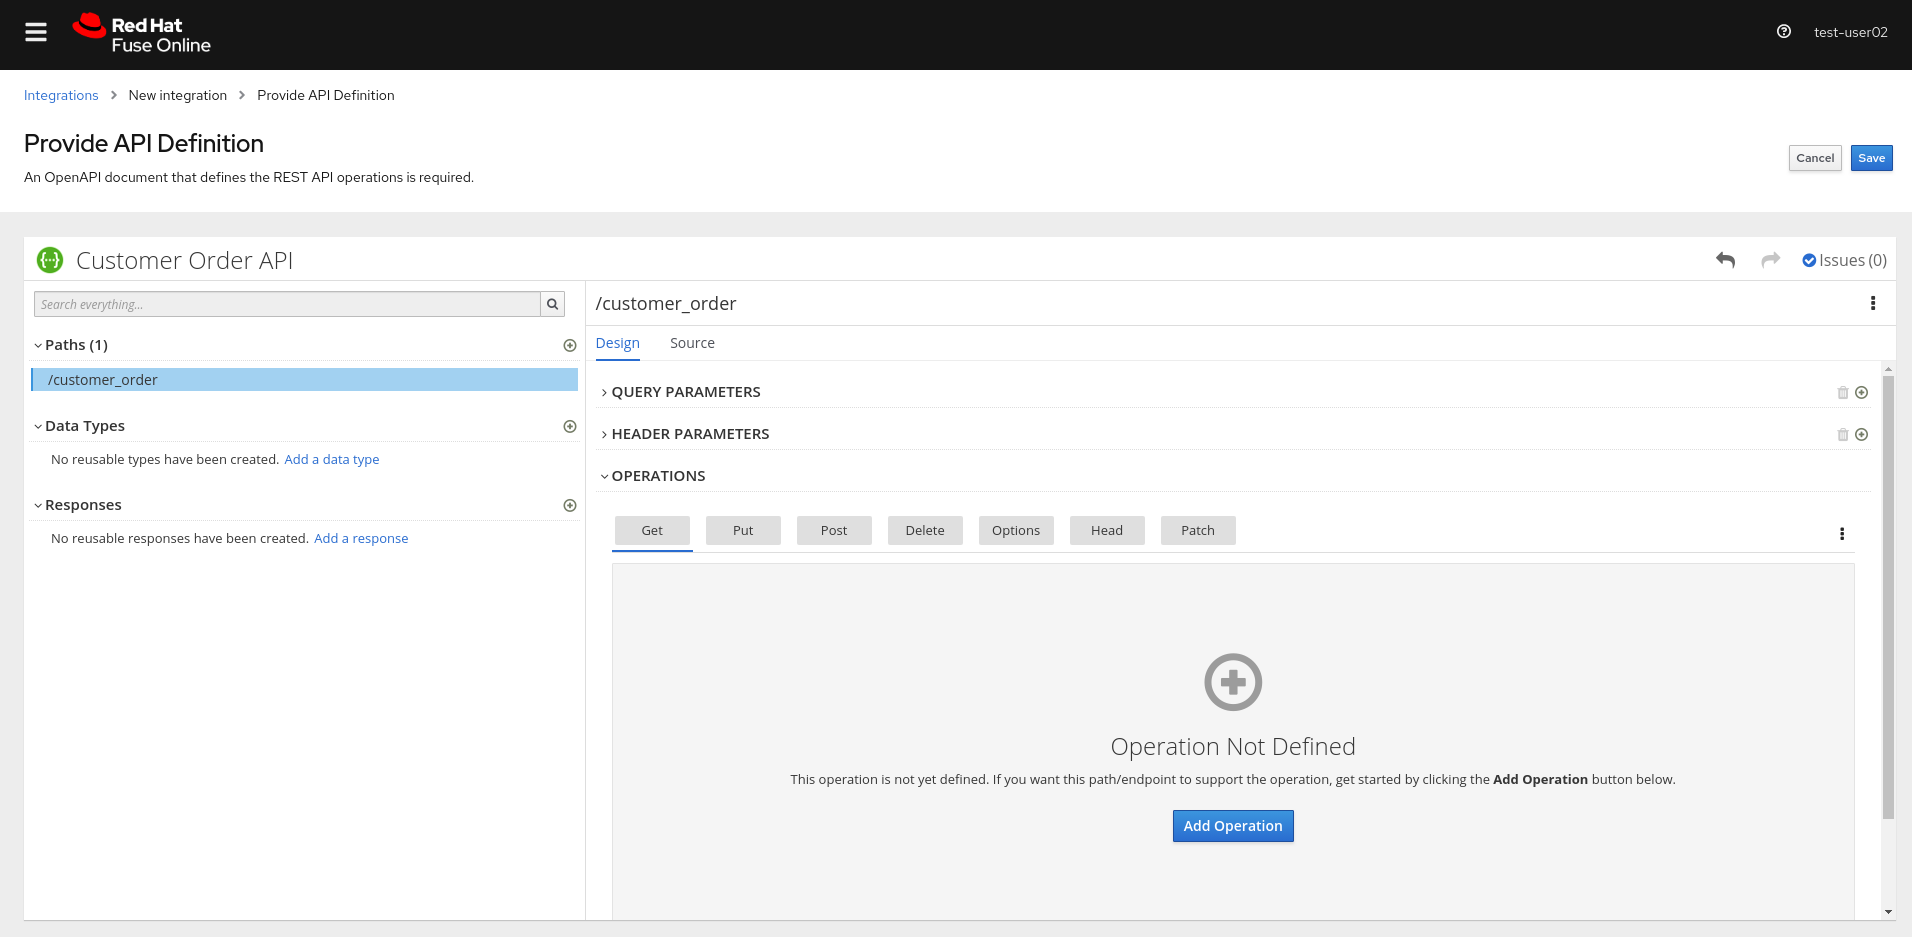 Red Hat
Fuse Online
test-user02
Integrations > New integration > Provide API Definition
Provide API Definition
An OpenAPI document that defines the REST API operations is required.
Cancel
Save
Customer Order API
Issues (0)
Search everything...
/customer_order
Design
Source
Paths (1)
/customer_order
Data Types
No reusable types have been created. Add a data type
Responses
No reusable responses have been created. Add a response
QUERY PARAMETERS
HEADER PARAMETERS
OPERATIONS
Get
Put
Post
Delete
Options
Head
Patch
Operation Not Defined
This operation is not yet defined. If you want this path/endpoint to support the operation, get started by clicking the Add Operation button below.
Add Operation